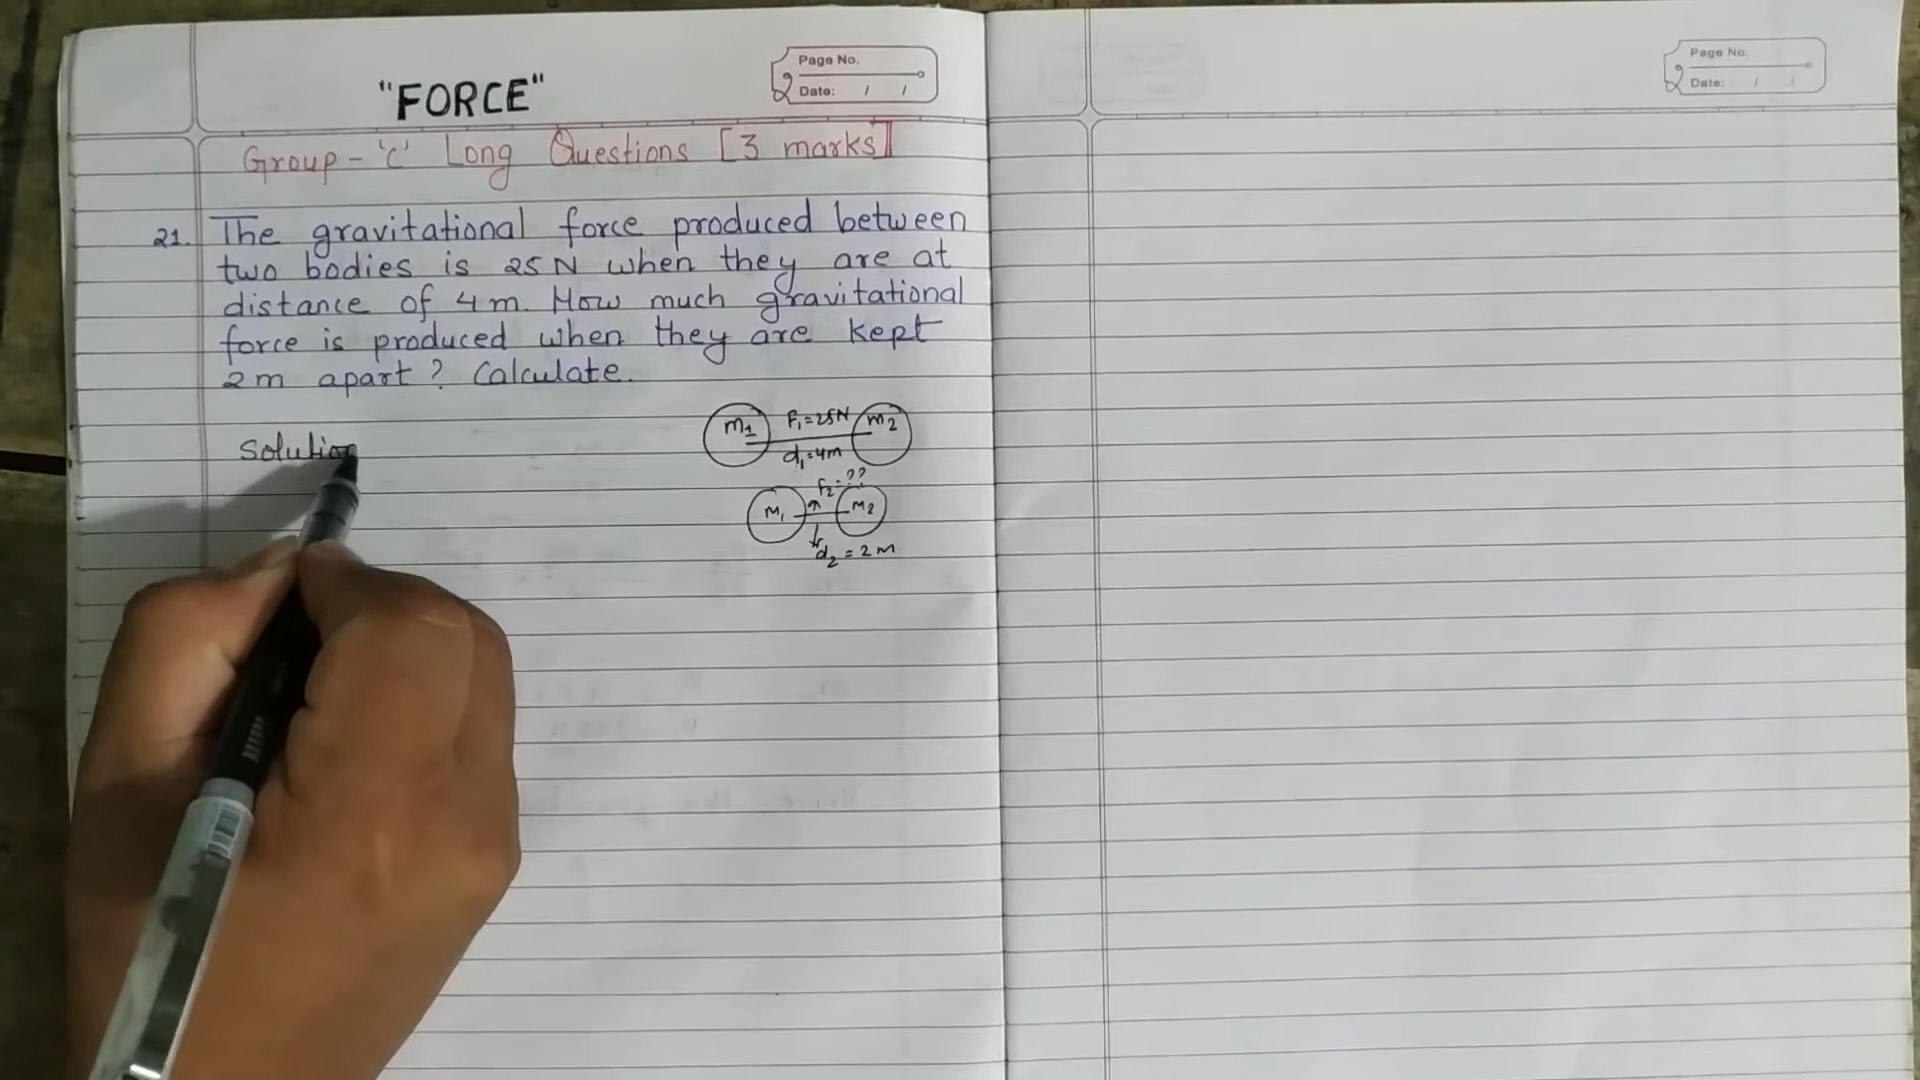 Page No.
Date: / /
"FORCE"
Group - 'C' Long Questions [3 marks]
21. The gravitational force produced between
two bodies is 25 N when they are at
distance of 4 m. How much gravitational
force is produced when they are kept
2 m apart? Calculate.
m1 F1=25N m2
d1=4m
Solution
F2=??
M1 M2
d2 = 2 m
Page No.
Date: / /